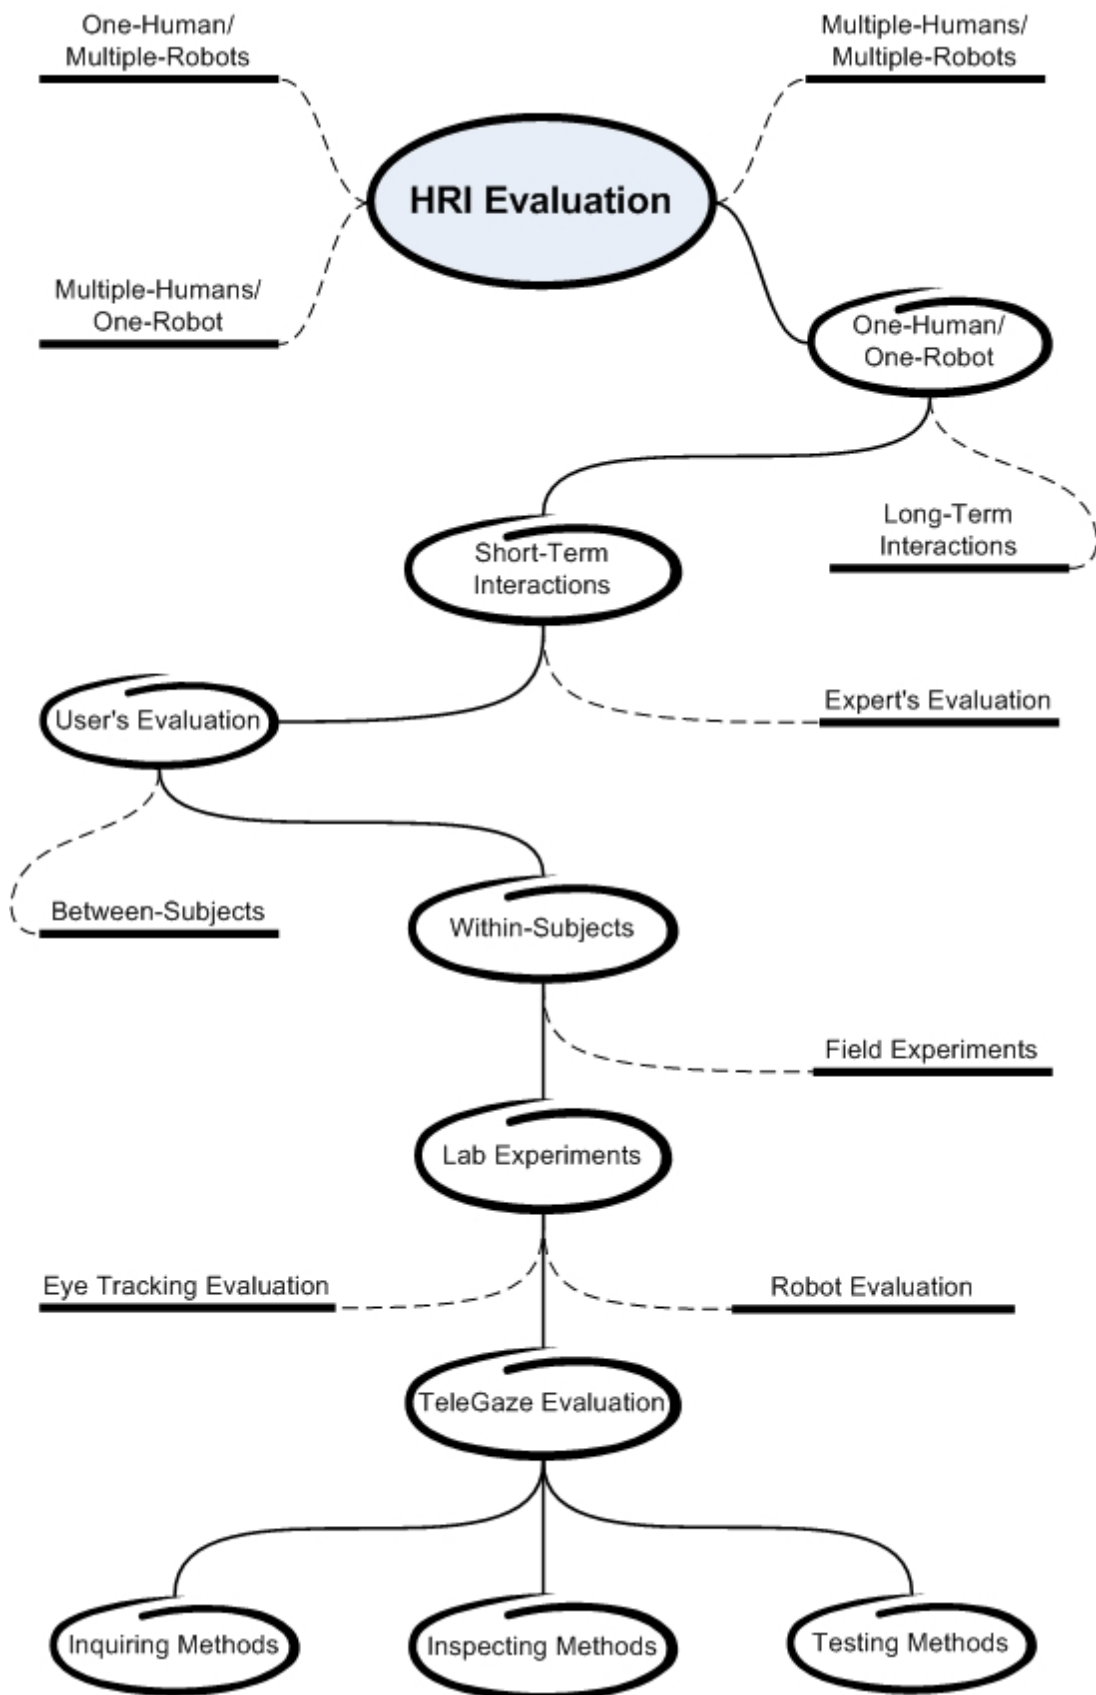 One-Human/
Multiple-Robots
Multiple-Humans/
Multiple-Robots
HRI Evaluation
Multiple-Humans/
One-Robot
One-Human/
One-Robot
Long-Term
Interactions
Short-Term
Interactions
User's Evaluation
Expert's Evaluation
Between-Subjects
Within-Subjects
Field Experiments
Lab Experiments
Eye Tracking Evaluation
Robot Evaluation
TeleGaze Evaluation
Inquiring Methods
Inspecting Methods
Testing Methods